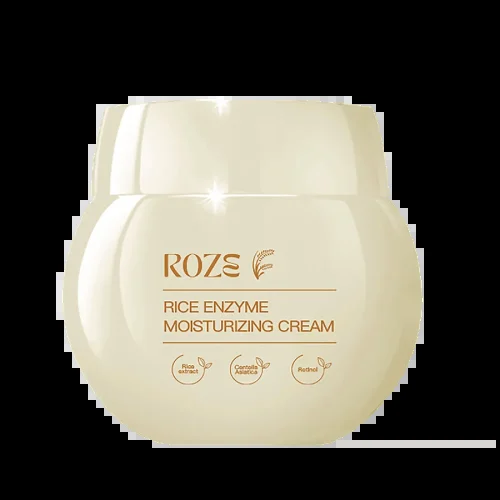 ROZE
RICE ENZYME
MOISTURIZING CREAM
Rice
extract
Centella
Asiatica
Retinol